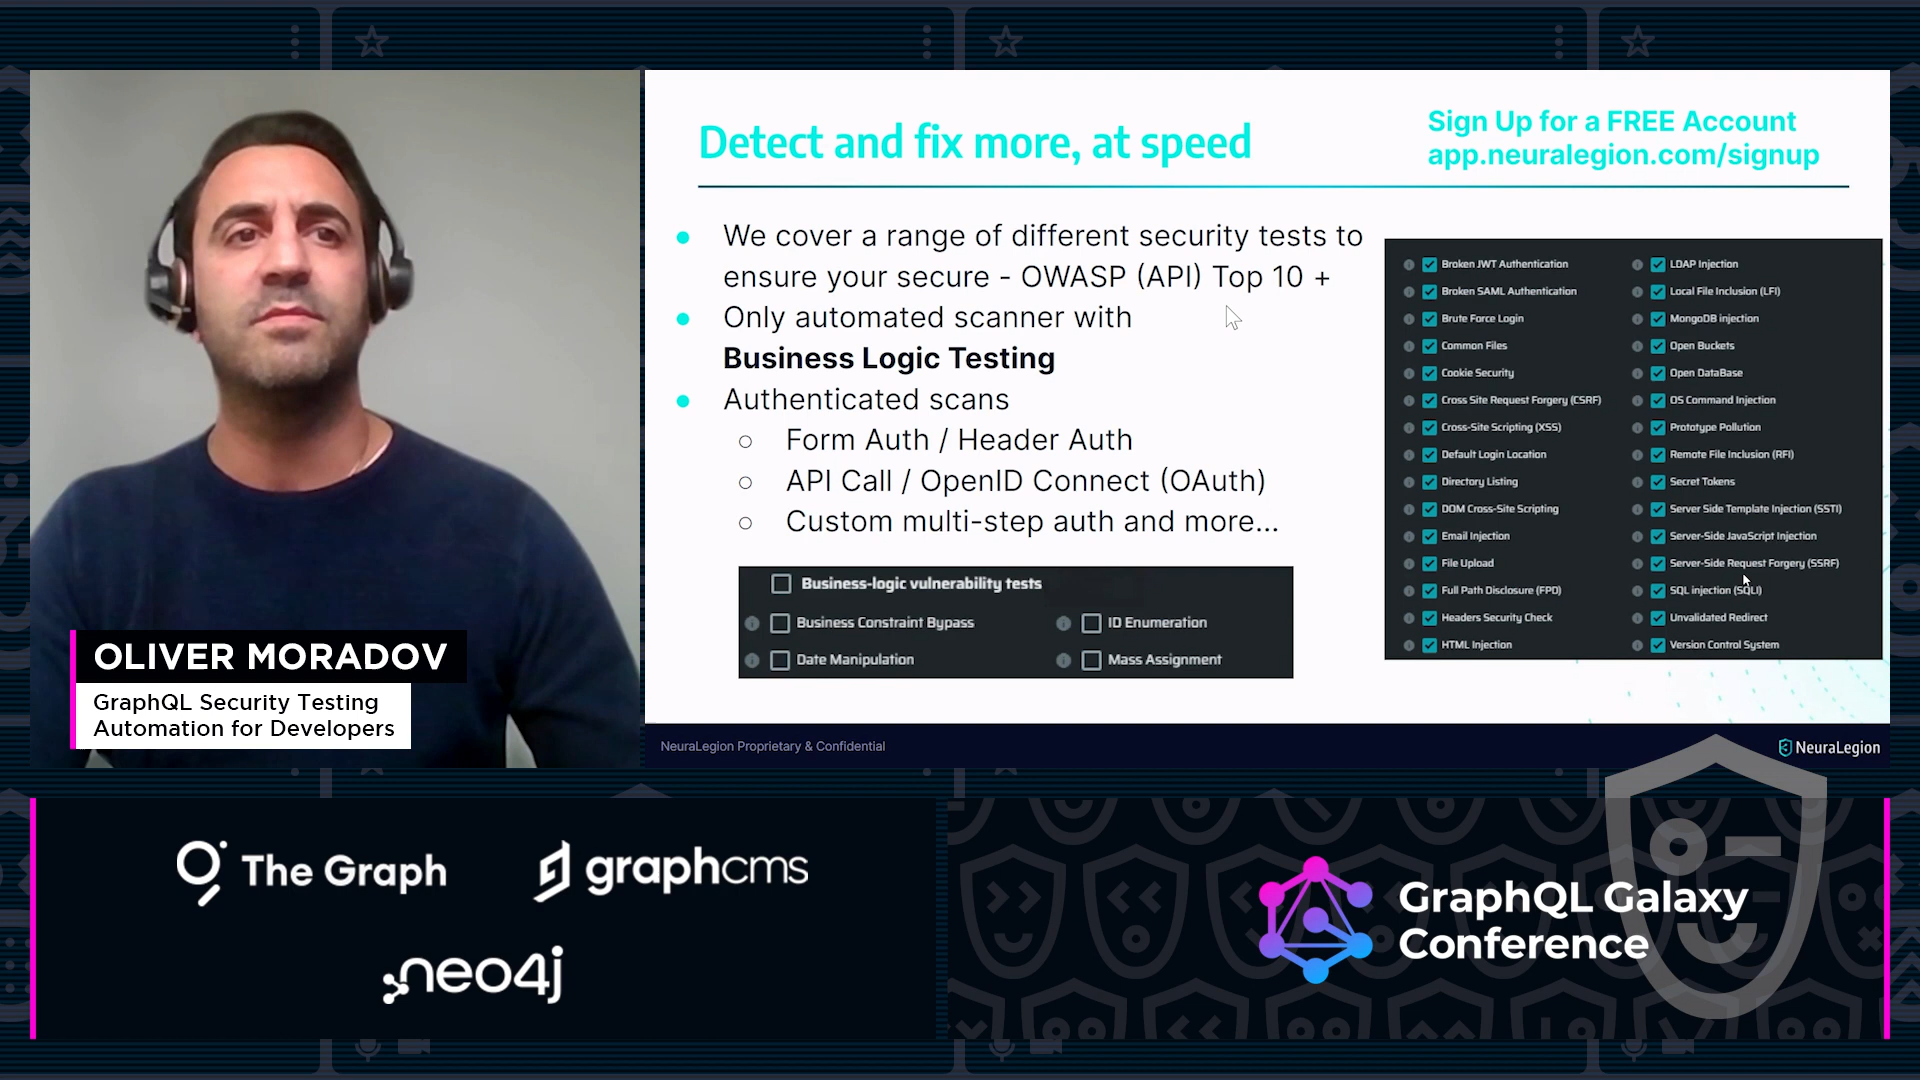 Detect and fix more, at speed
Sign Up for a FREE Account
app.neuralegion.com/signup
We cover a range of different security tests to
ensure your secure - OWASP (API) Top 10 +
Only automated scanner with
Business Logic Testing
Authenticated scans
Form Auth / Header Auth
API Call / OpenID Connect (OAuth)
Custom multi-step auth and more...
Business-logic vulnerability tests
Business Constraint Bypass
ID Enumeration
Date Manipulation
Mass Assignment
Broken JWT Authentication
Broken SAML Authentication
Brute Force Login
Common Files
Cookie Security
Cross Site Request Forgery (CSRF)
Cross-Site Scripting (XSS)
Default Login Location
Directory Listing
DOM Cross-Site Scripting
Email Injection
File Upload
Full Path Disclosure (FPD)
Headers Security Check
HTML Injection
LDAP Injection
Local File Inclusion (LFI)
MongoDB injection
Open Buckets
Open DataBase
OS Command Injection
Prototype Pollution
Remote File Inclusion (RFI)
Secret Tokens
Server Side Template Injection (SSTI)
Server-Side JavaScript Injection
Server-Side Request Forgery (SSRF)
SQL injection (SQLI)
Unvalidated Redirect
Version Control System
NeuraLegion Proprietary & Confidential
NeuraLegion
OLIVER MORADOV
GraphQL Security Testing
Automation for Developers
The Graph
graphcms
neo4j
GraphQL Galaxy
Conference